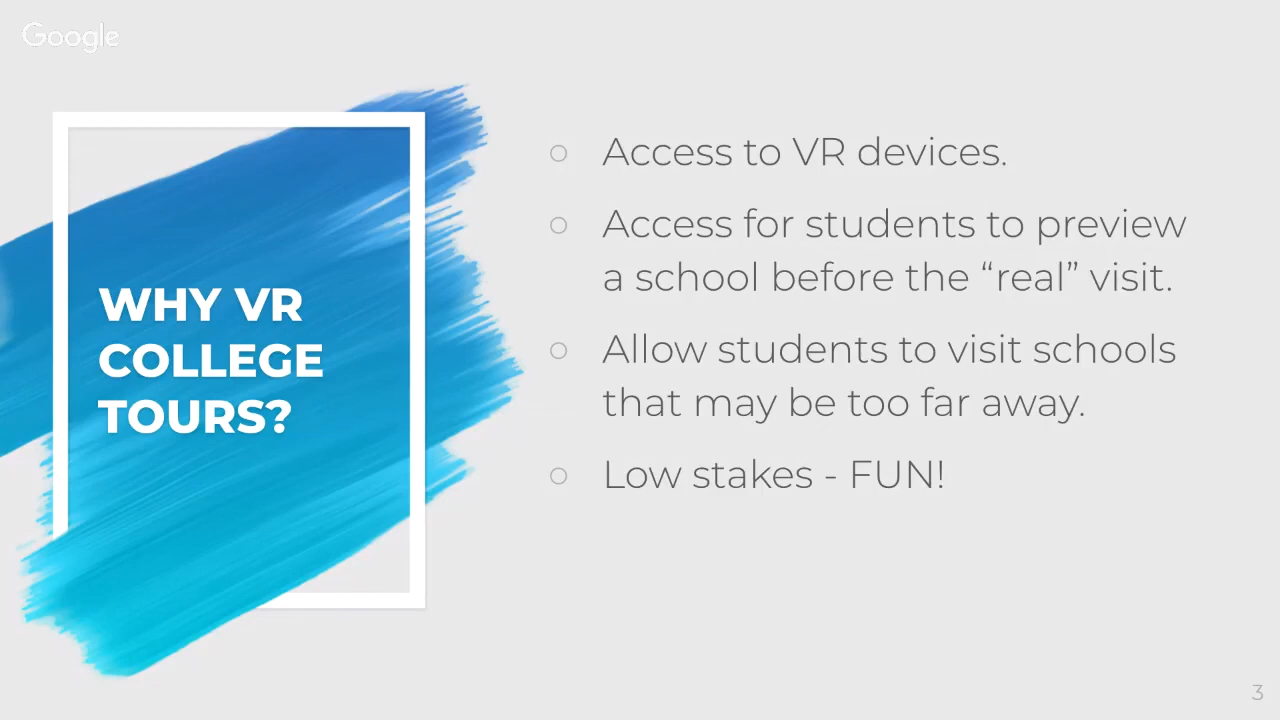 Google
WHY VR
COLLEGE
TOURS?
○ Access to VR devices.
○ Access for students to preview
a school before the “real” visit.
○ Allow students to visit schools
that may be too far away.
○ Low stakes - FUN!
3